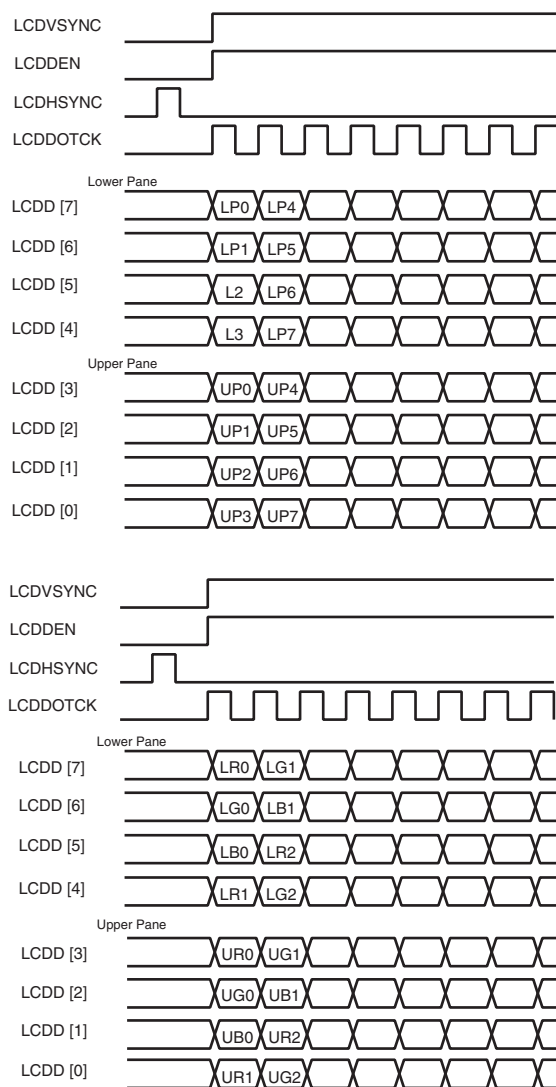 LCDVSYNC
LCDDEN
LCDHSYNC
LCDDOTCK
Lower Pane
LCDD [7] LP0 LP4
LCDD [6] LP1 LP5
LCDD [5] L2 LP6
LCDD [4] L3 LP7
Upper Pane
LCDD [3] UP0 UP4
LCDD [2] UP1 UP5
LCDD [1] UP2 UP6
LCDD [0] UP3 UP7
LCDVSYNC
LCDDEN
LCDHSYNC
LCDDOTCK
Lower Pane
LCDD [7] LR0 LG1
LCDD [6] LG0 LB1
LCDD [5] LB0 LR2
LCDD [4] LR1 LG2
Upper Pane
LCDD [3] UR0 UG1
LCDD [2] UG0 UB1
LCDD [1] UB0 UR2
LCDD [0] UR1 UG2